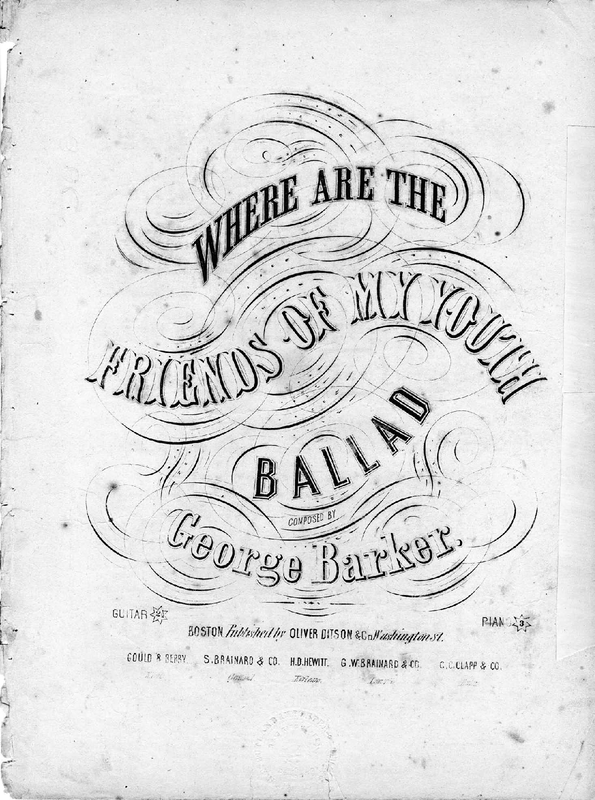 WHERE ARE THE
FRIENDS OF MY YOUTH
BALLAD
COMPOSED BY
George Barker.
GUITAR
PIANO 3
BOSTON Published by OLIVER DITSON & Co. Washington St.
GOULD & BERRY S. BRAINARD & CO. H.D. HEWITT. G.W. BRAINARD & CO. C.C. CLAPP & CO.